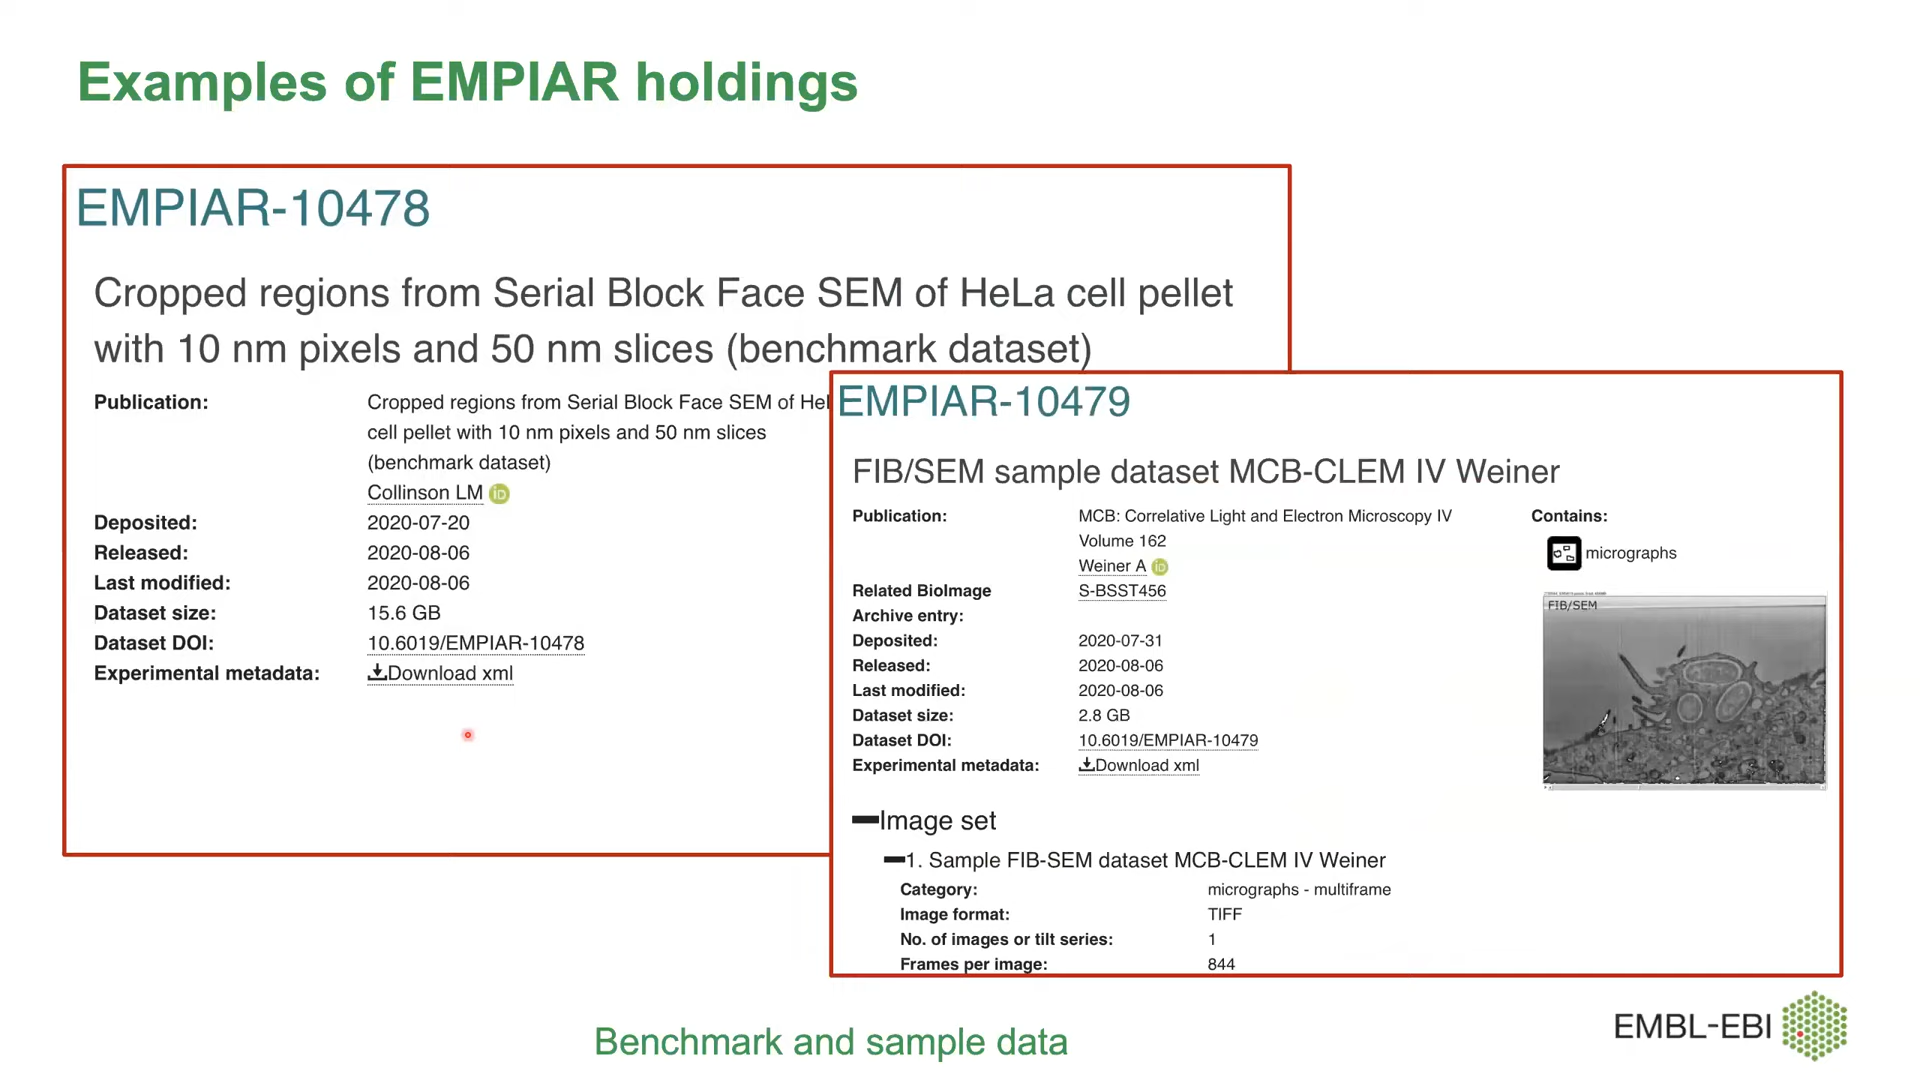 Examples of EMPIAR holdings
EMPIAR-10478
Cropped regions from Serial Block Face SEM of HeLa cell pellet
with 10 nm pixels and 50 nm slices (benchmark dataset)
Publication: Cropped regions from Serial Block Face SEM of HeL
cell pellet with 10 nm pixels and 50 nm slices
(benchmark dataset)
Collinson LM iD
Deposited: 2020-07-20
Released: 2020-08-06
Last modified: 2020-08-06
Dataset size: 15.6 GB
Dataset DOI: 10.6019/EMPIAR-10478
Experimental metadata: Download xml
EMPIAR-10479
FIB/SEM sample dataset MCB-CLEM IV Weiner
Publication: MCB: Correlative Light and Electron Microscopy IV
Volume 162
Weiner A iD
Related BioImage S-BSST456
Archive entry:
Deposited: 2020-07-31
Released: 2020-08-06
Last modified: 2020-08-06
Dataset size: 2.8 GB
Dataset DOI: 10.6019/EMPIAR-10479
Experimental metadata: Download xml
Contains:
micrographs
FIB/SEM
Image set
1. Sample FIB-SEM dataset MCB-CLEM IV Weiner
Category: micrographs - multiframe
Image format: TIFF
No. of images or tilt series: 1
Frames per image: 844
Benchmark and sample data
EMBL-EBI